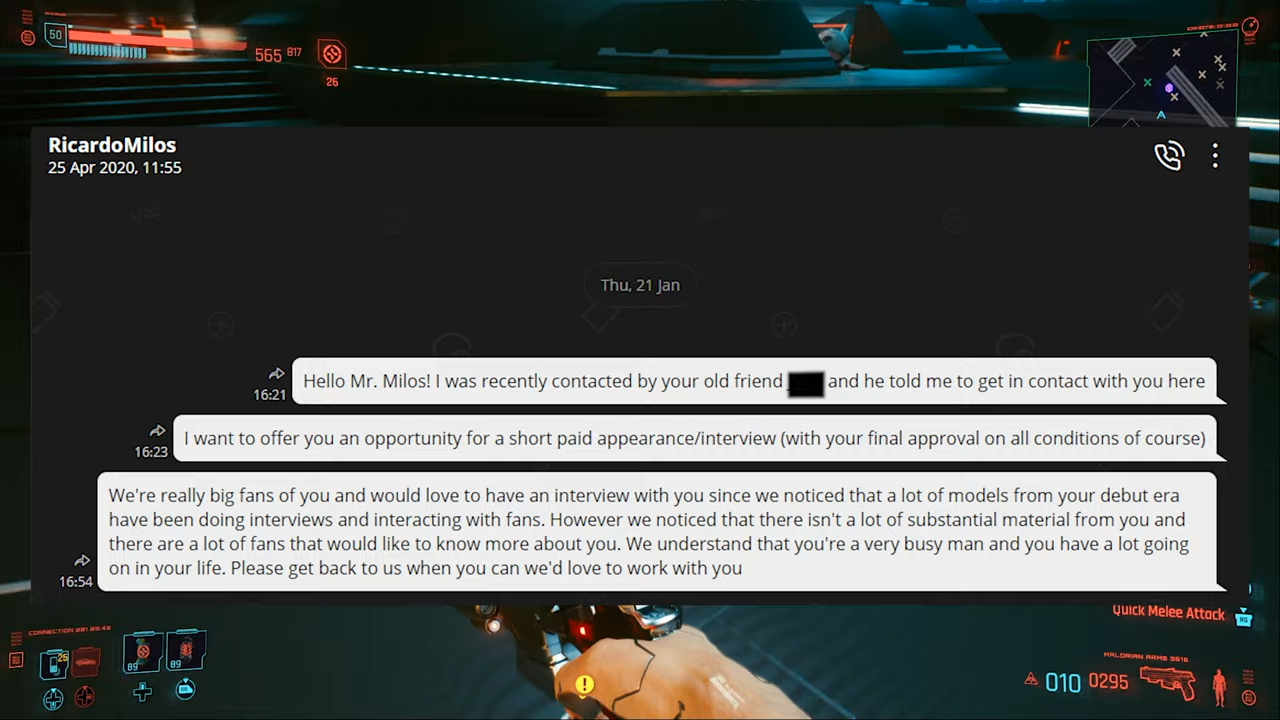 50
565 B17
26
RicardoMilos
25 Apr 2020, 11:55
Thu, 21 Jan
Hello Mr. Milos! I was recently contacted by your old friend and he told me to get in contact with you here
16:21
I want to offer you an opportunity for a short paid appearance/interview (with your final approval on all conditions of course)
16:23
We're really big fans of you and would love to have an interview with you since we noticed that a lot of models from your debut era
have been doing interviews and interacting with fans. However we noticed that there isn't a lot of substantial material from you and
there are a lot of fans that would like to know more about you. We understand that you're a very busy man and you have a lot going
on in your life. Please get back to us when you can we'd love to work with you
16:54
Quick Melee Attack
RS
26
89
89
MALORIAN ARMS 3516
010 0295